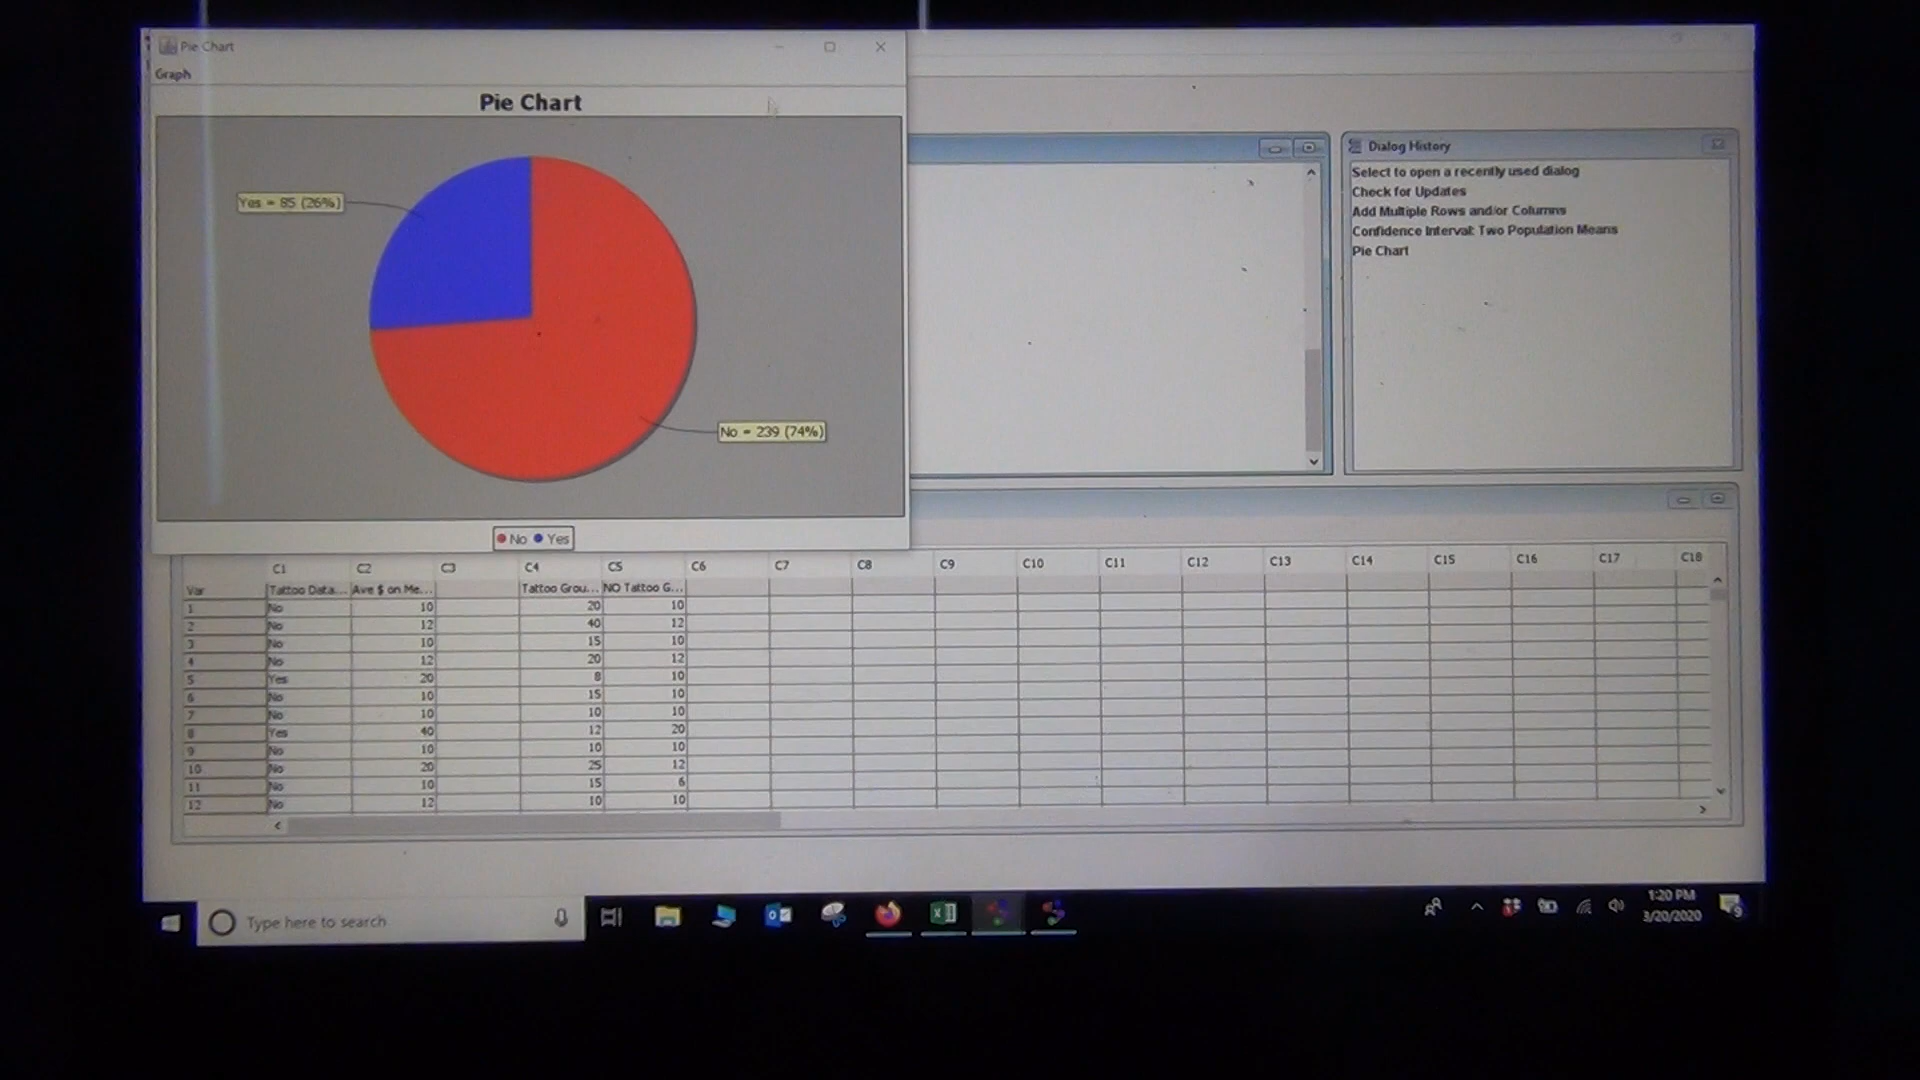 Pie Chart
Graph
Pie Chart
Yes = 85 (26%)
No = 239 (74%)
No Yes
Dialog History
Select to open a recently used dialog
Check for Updates
Add Multiple Rows and/or Columns
Confidence Interval: Two Population Means
Pie Chart
C1 C2 C3 C4 C5 C6 C7 C8 C9 C10 C11 C12 C13 C14 C15 C16 C17 C18
Var Tattoo Data... Ave $ on Me... Tattoo Grou... NO Tattoo G...
1 No 10 20 10
2 No 12 40 12
3 No 10 15 10
4 No 12 20 12
5 Yes 20 8 10
6 No 10 15 10
7 No 10 10 10
8 Yes 40 12 20
9 No 10 10 10
10 No 20 25 12
11 No 10 15 6
12 No 12 10 10
Type here to search
1:20 PM
3/20/2020